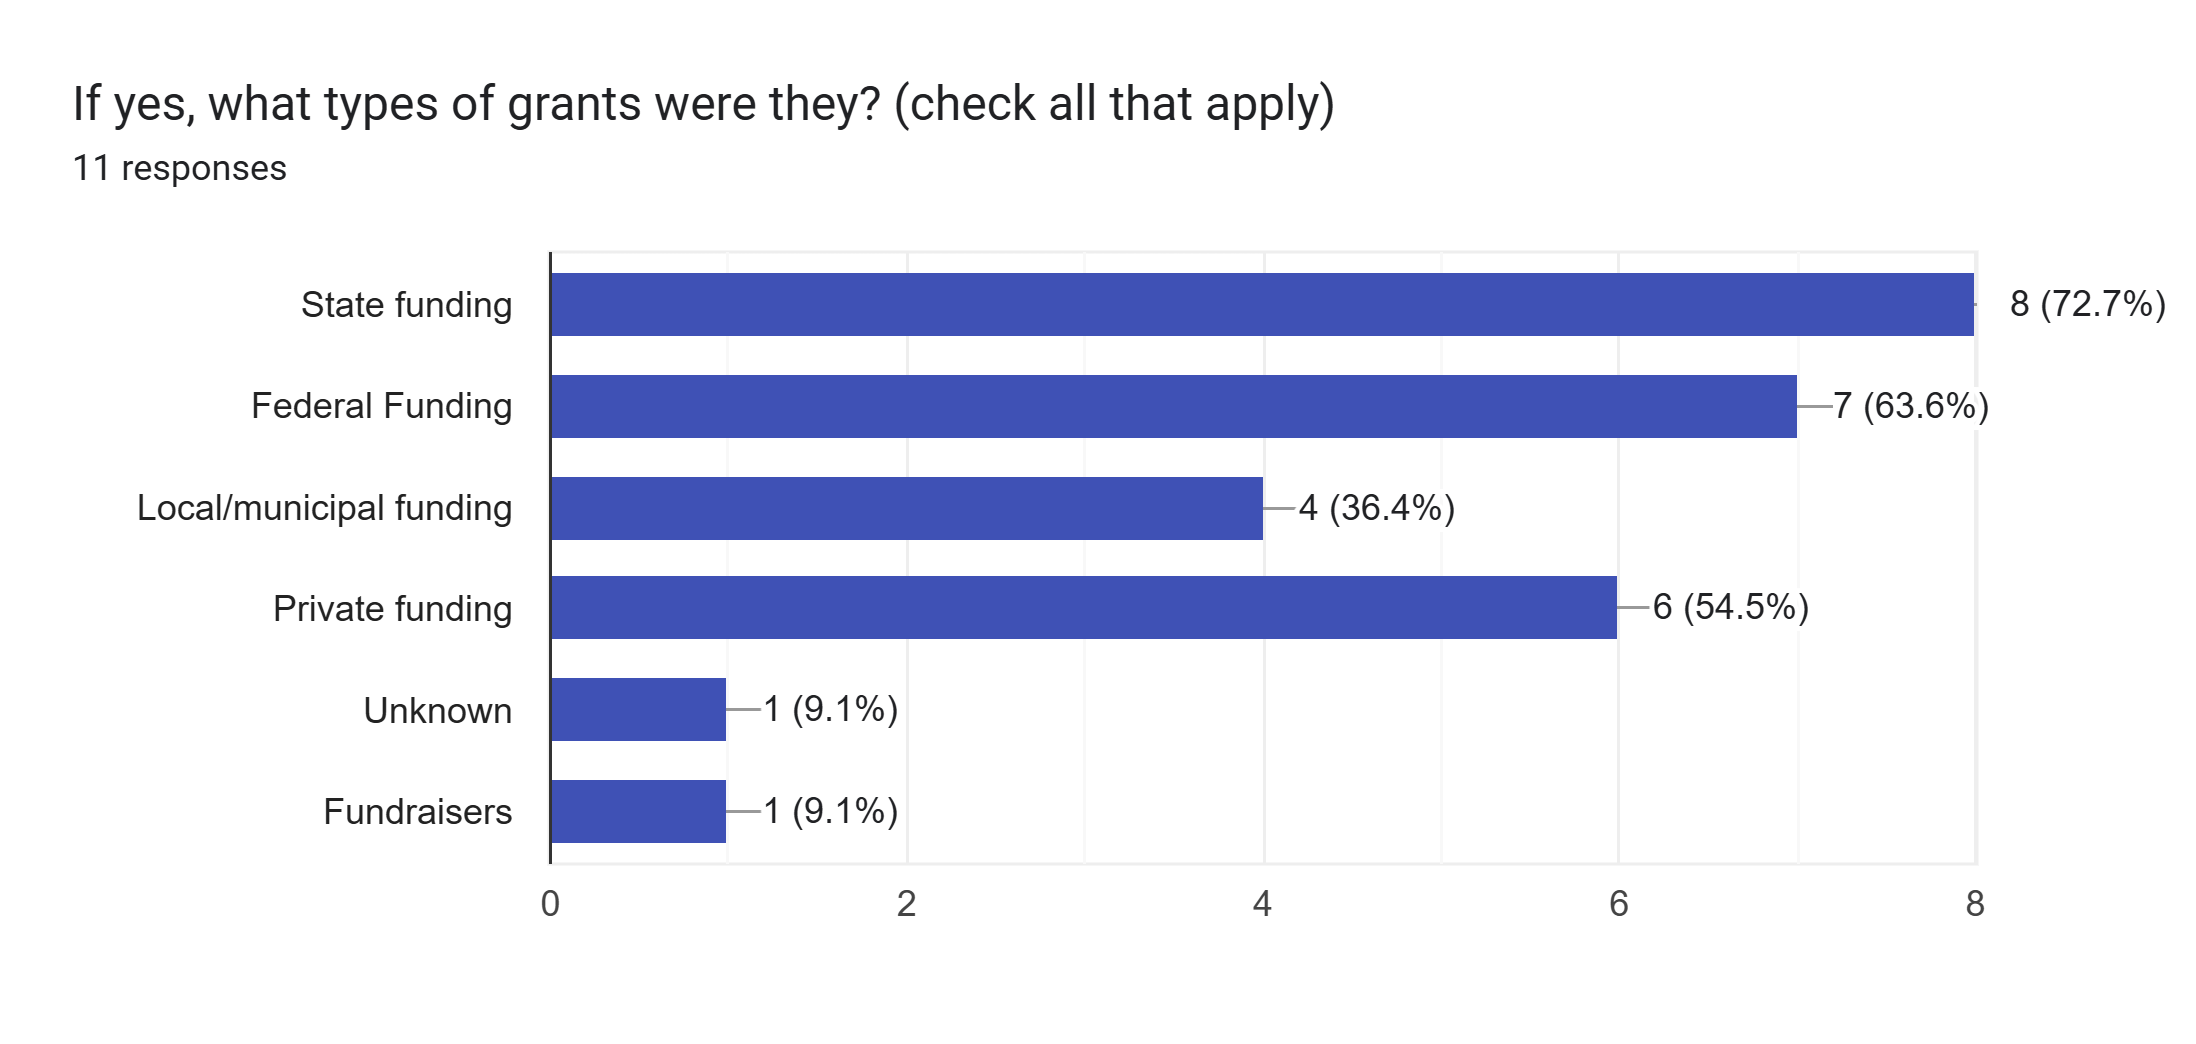 If yes, what types of grants were they? (check all that apply)
11 responses
State funding 8 (72.7%)
Federal Funding 7 (63.6%)
Local/municipal funding 4 (36.4%)
Private funding 6 (54.5%)
Unknown 1 (9.1%)
Fundraisers 1 (9.1%)
0 2 4 6 8